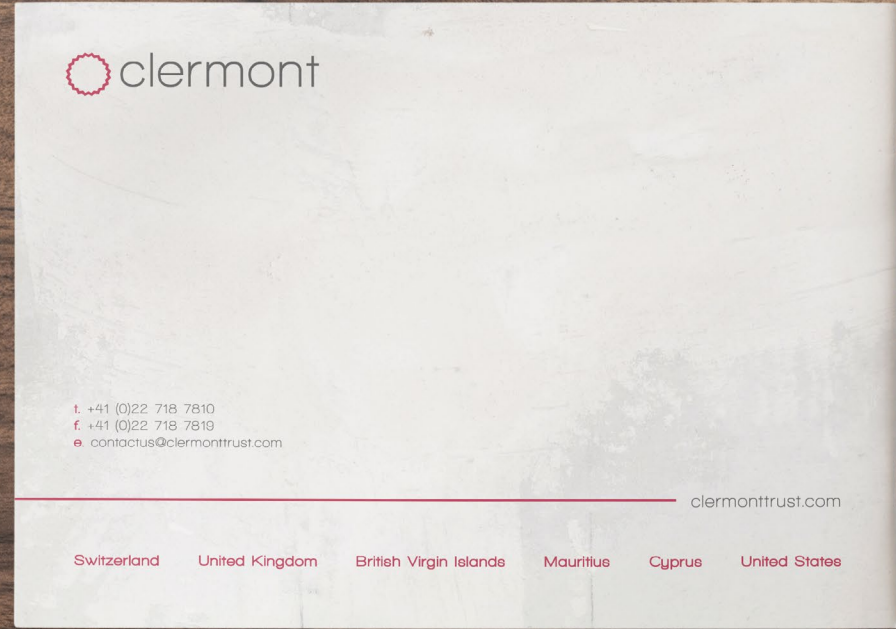 clermont
t. +41 (0)22 718 7810
f. +41 (0)22 718 7819
e. contactus@clermonttrust.com
clermonttrust.com
Switzerland United Kingdom British Virgin Islands Mauritius Cyprus United States